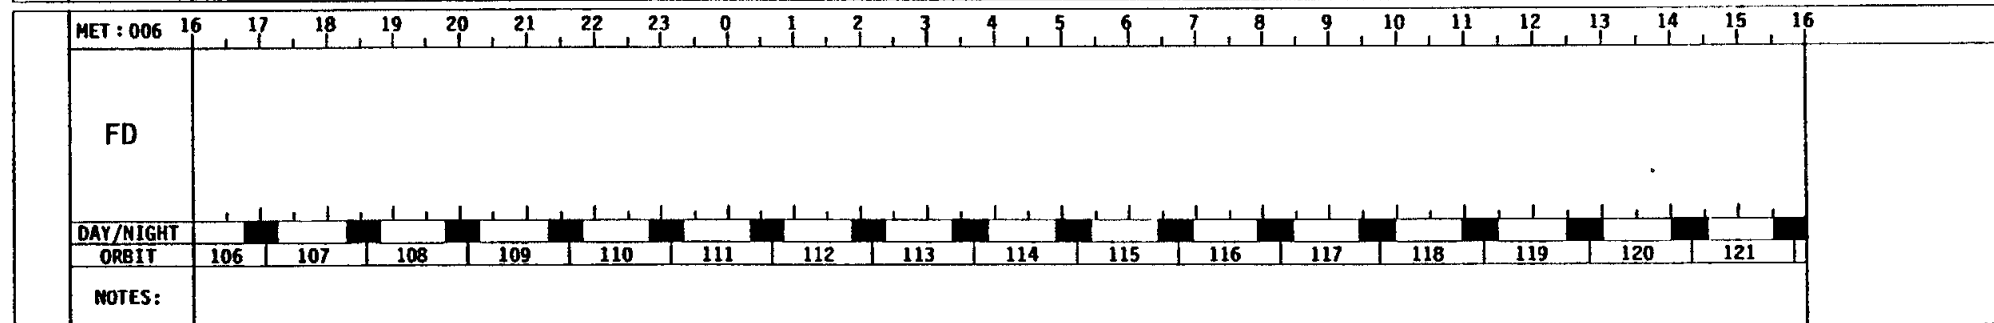 MET : 006 16 17 18 19 20 21 22 23 0 1 2 3 4 5 6 7 8 9 10 11 12 13 14 15 16
FD
DAY/NIGHT
ORBIT 106 107 108 109 110 111 112 113 114 115 116 117 118 119 120 121
NOTES: